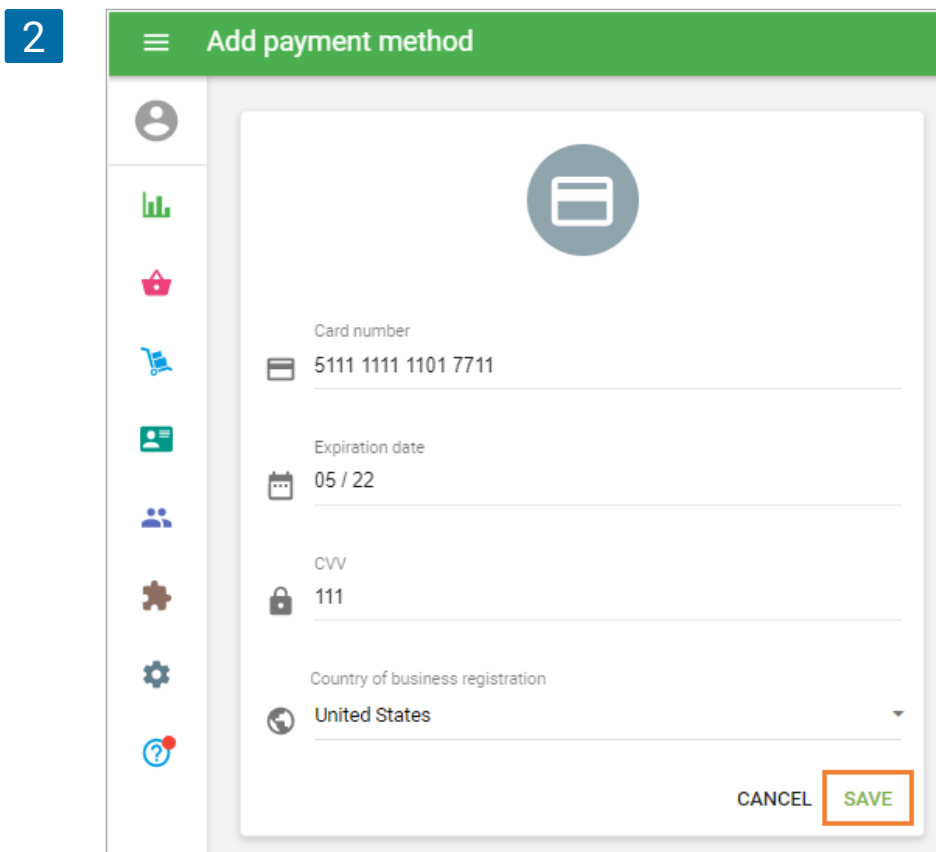 2
Add payment method
Card number
5111 1111 1101 7711
Expiration date
05 / 22
CVV
111
Country of business registration
United States
CANCEL SAVE